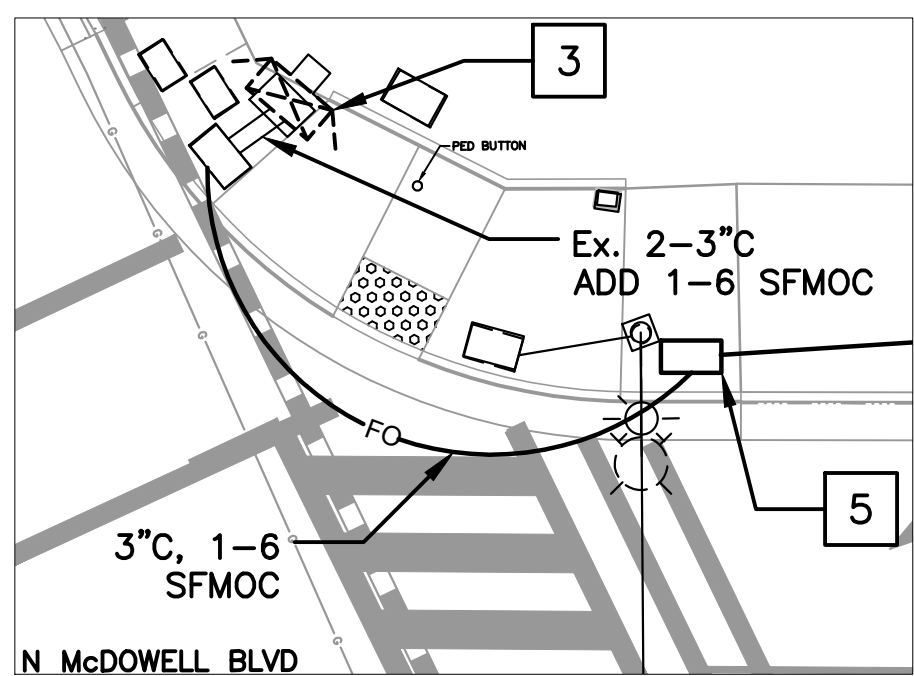 3
PED BUTTON
Ex. 2-3"C
ADD 1-6 SFMOC
G
G
G
FO
5
3"C, 1-6
SFMOC
G
G
N McDOWELL BLVD